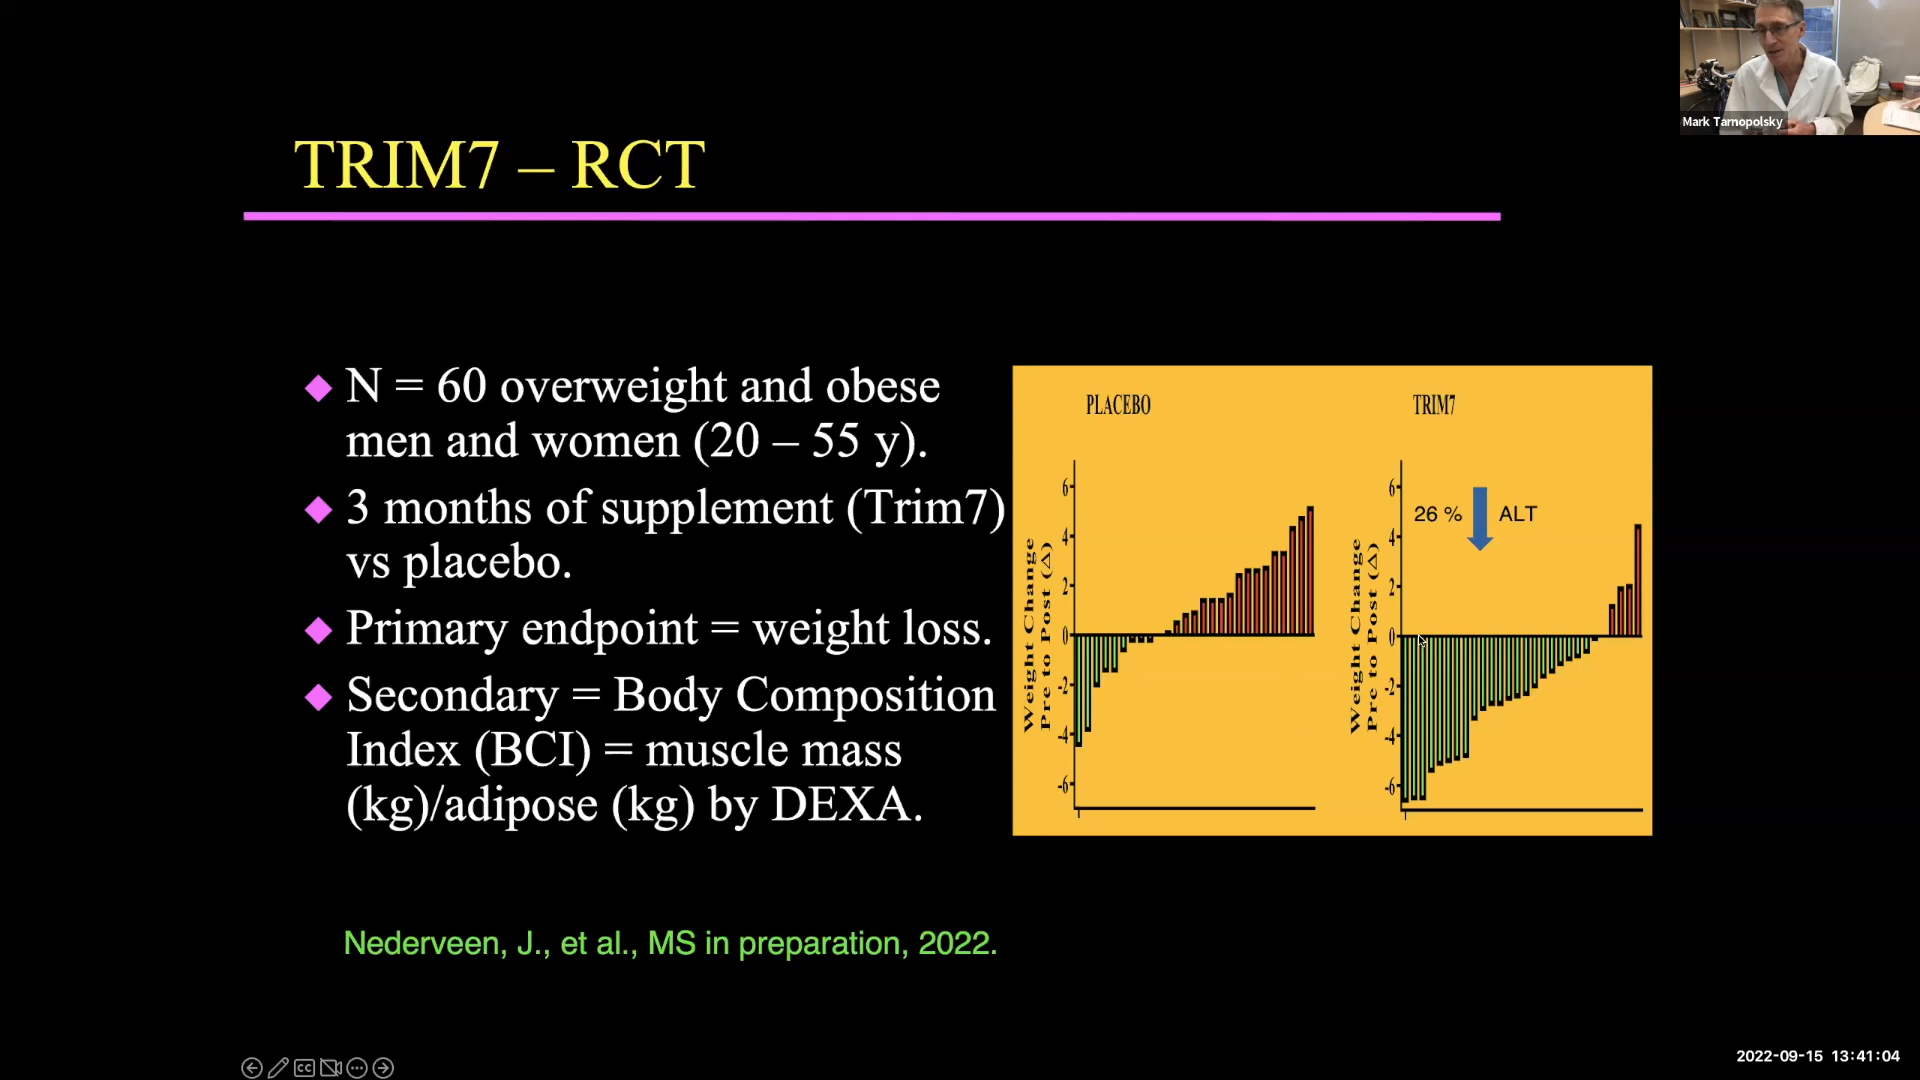 Mark Tarnopolsky
TRIM7 – RCT
N = 60 overweight and obese
men and women (20 – 55 y).
3 months of supplement (Trim7)
vs placebo.
Primary endpoint = weight loss.
Secondary = Body Composition
Index (BCI) = muscle mass
(kg)/adipose (kg) by DEXA.
PLACEBO
Weight Change
Pre to Post (Δ)
6
4
2
0
-2
-4
-6
TRIM7
Weight Change
Pre to Post (Δ)
6
4
2
0
-2
-4
-6
26 % ALT
Nederveen, J., et al., MS in preparation, 2022.
CC
2022-09-15 13:41:04